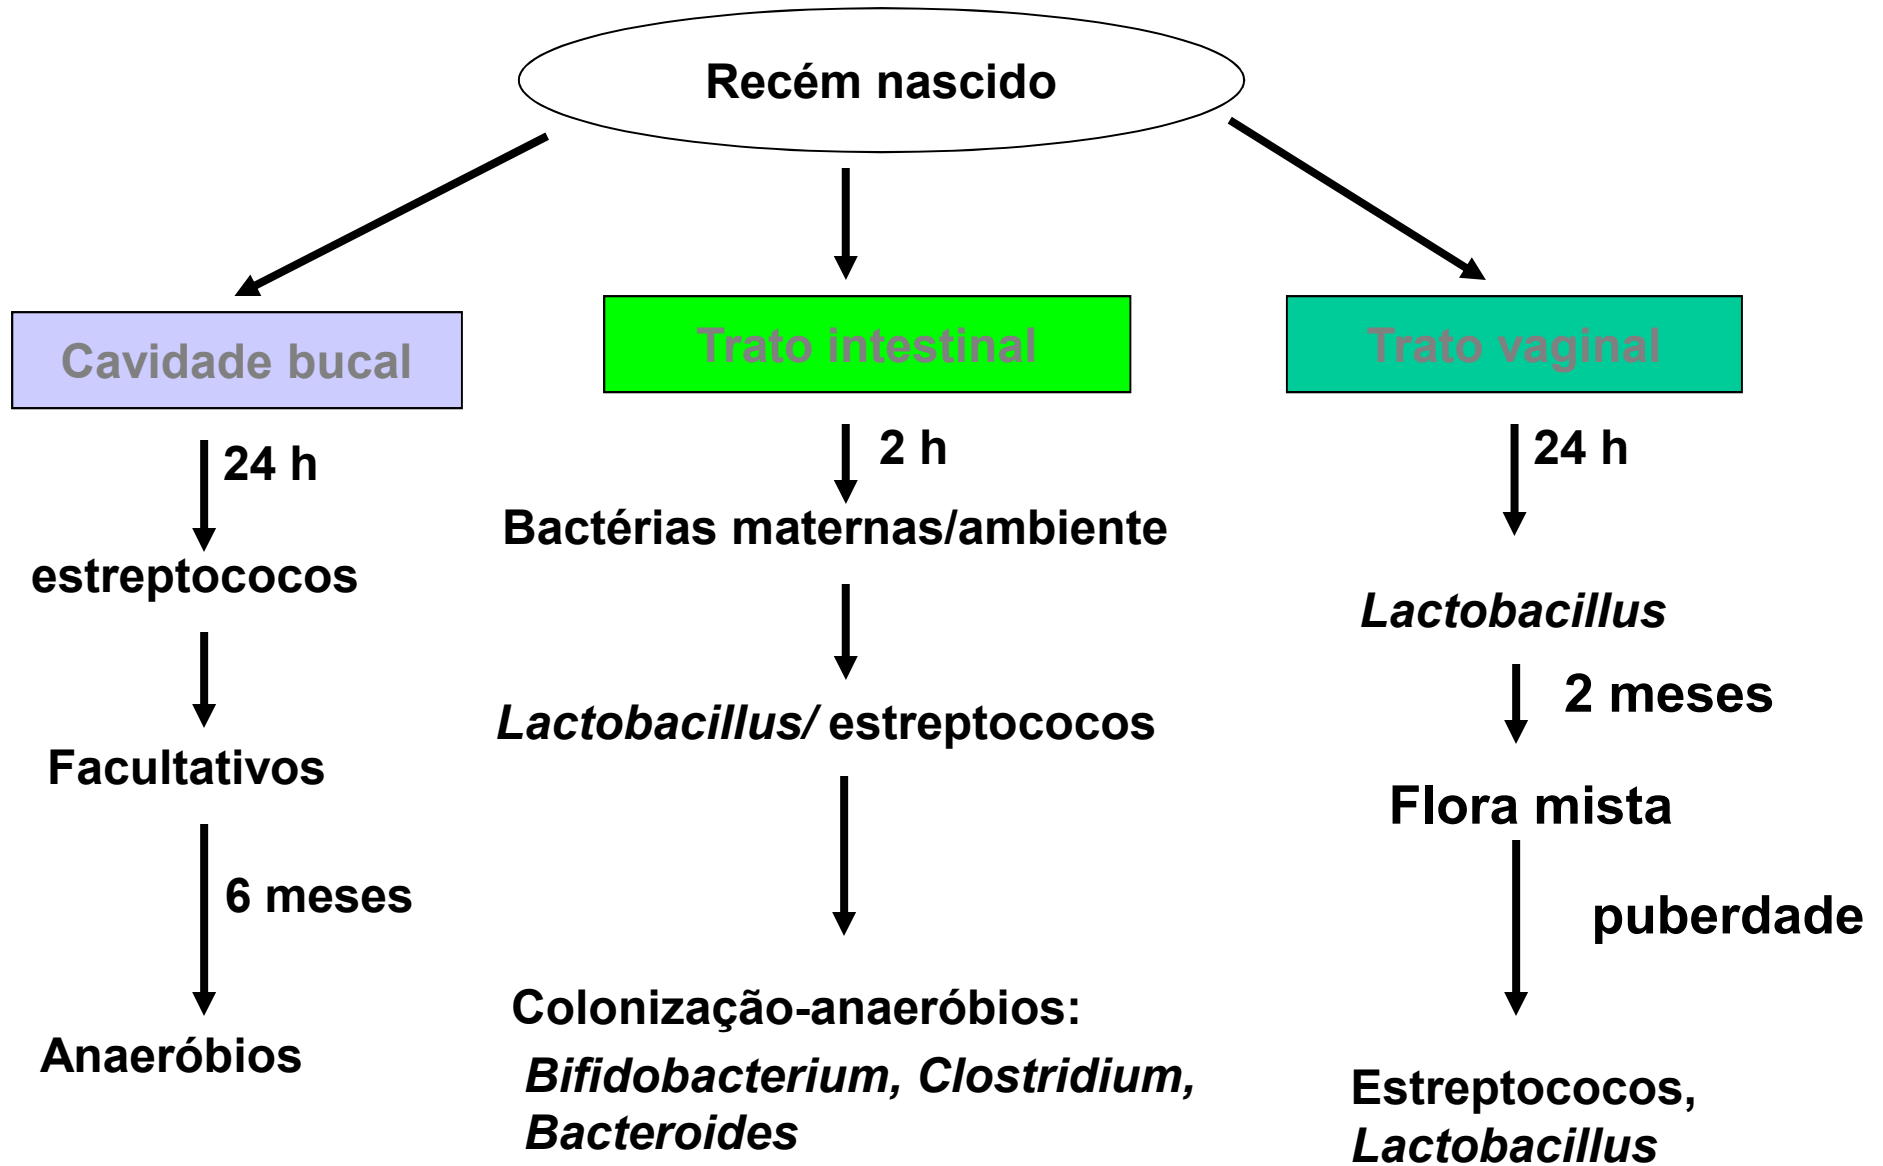 Recém nascido
Cavidade bucal
24 h
estreptococos
Facultativos
6 meses
Anaeróbios
Trato intestinal
2 h
Bactérias maternas/ambiente
Lactobacillus/ estreptococos
Colonização-anaeróbios:
Bifidobacterium, Clostridium,
Bacteroides
Trato vaginal
24 h
Lactobacillus
2 meses
Flora mista
puberdade
Estreptococos,
Lactobacillus